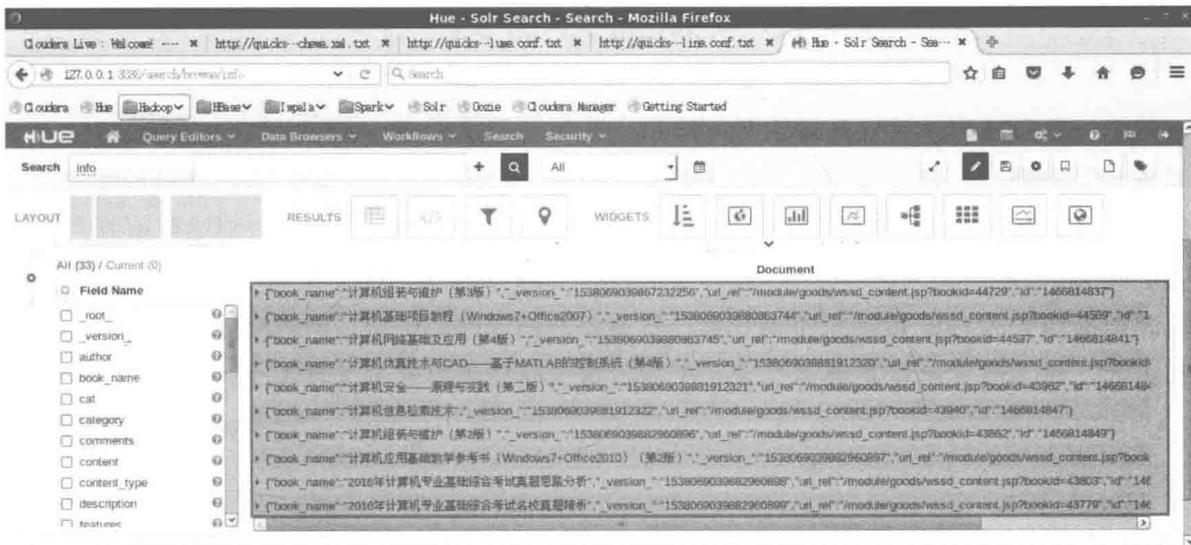 Hue - Solr Search - Search - Mozilla Firefox
Cloudera Live : Welcome! ---- × http://quicks···chema.xml.txt × http://quicks···lume.conf.txt × http://quicks···line.conf.txt × Hue - Solr Search - Sea··· ×
127.0.0.1:8888/search/browse/info Search
Cloudera Hue Hadoop HBase Impala Spark Solr Oozie Cloudera Manager Getting Started
HUE Query Editors Data Browsers Workflows Search Security
Search info All
LAYOUT RESULTS WIDGETS
All (33) / Current (0)
Document
Field Name
{"book_name":"计算机组装与维护（第3版）","_version_":"1538069039867232256","url_rel":"/module/goods/wssd_content.jsp?bookid=44729","id":"1466814837"}
_root_
{"book_name":"计算机基础项目教程（Windows7+Office2007）","_version_":"1538069039880863744","url_rel":"/module/goods/wssd_content.jsp?bookid=44589","id":"1
_version_
{"book_name":"计算机网络基础及应用（第4版）","_version_":"1538069039880863745","url_rel":"/module/goods/wssd_content.jsp?bookid=44537","id":"1466814841"}
author
{"book_name":"计算机仿真技术与CAD——基于MATLAB的控制系统（第4版）","_version_":"1538069039881912320","url_rel":"/module/goods/wssd_content.jsp?bookid
book_name
{"book_name":"计算机安全——原理与实践（第二版）","_version_":"1538069039881912321","url_rel":"/module/goods/wssd_content.jsp?bookid=43962","id":"14668148
cat
{"book_name":"计算机信息检索技术","_version_":"1538069039881912322","url_rel":"/module/goods/wssd_content.jsp?bookid=43940","id":"1466814847"}
category
{"book_name":"计算机组装与维护（第2版）","_version_":"1538069039882960896","url_rel":"/module/goods/wssd_content.jsp?bookid=43862","id":"1466814849"}
comments
{"book_name":"计算机应用基础教学参考书（Windows7+Office2010）（第2版）","_version_":"1538069039882960897","url_rel":"/module/goods/wssd_content.jsp?book
content
{"book_name":"2016年计算机专业基础综合考试真题思路分析","_version_":"1538069039882960898","url_rel":"/module/goods/wssd_content.jsp?bookid=43803","id":"146
content_type
{"book_name":"2016年计算机专业基础综合考试名校真题精析","_version_":"1538069039882960899","url_rel":"/module/goods/wssd_content.jsp?bookid=43779","id":"146
description
features